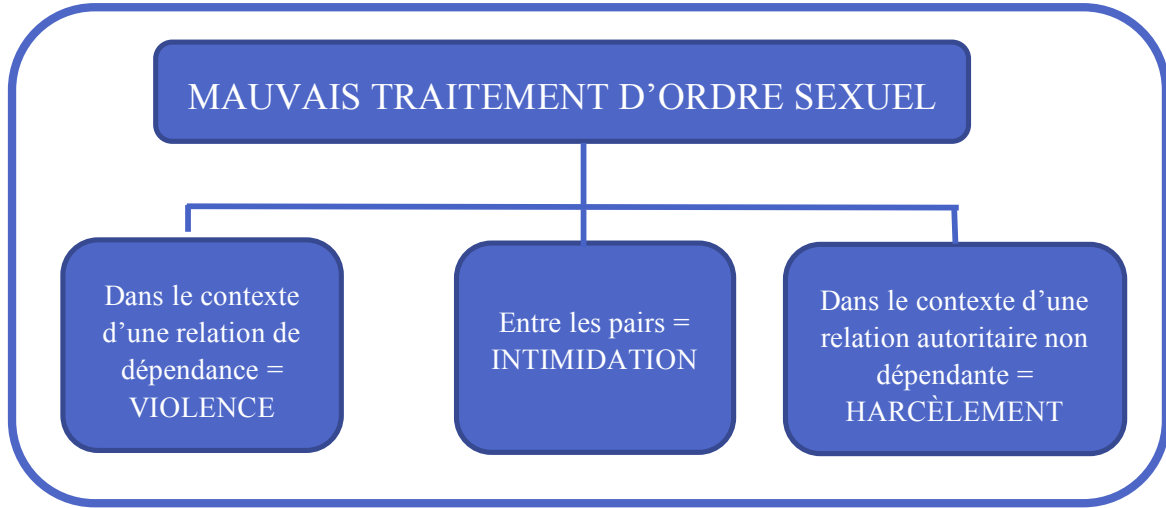 MAUVAIS TRAITEMENT D’ORDRE SEXUEL
Dans le contexte
d’une relation de
dépendance =
VIOLENCE
Entre les pairs =
INTIMIDATION
Dans le contexte d’une
relation autoritaire non
dépendante =
HARCÈLEMENT